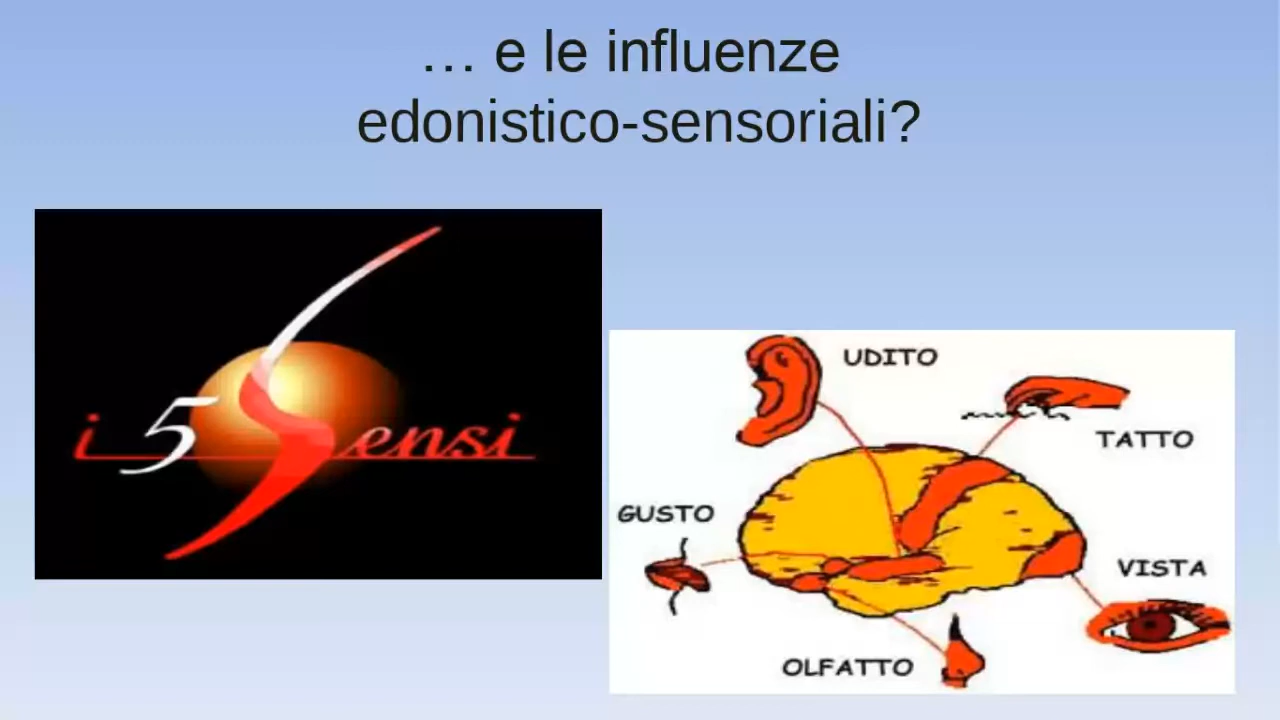 … e le influenze
edonistico-sensoriali?
i 5 Sensi
UDITO
TATTO
GUSTO
VISTA
OLFATTO